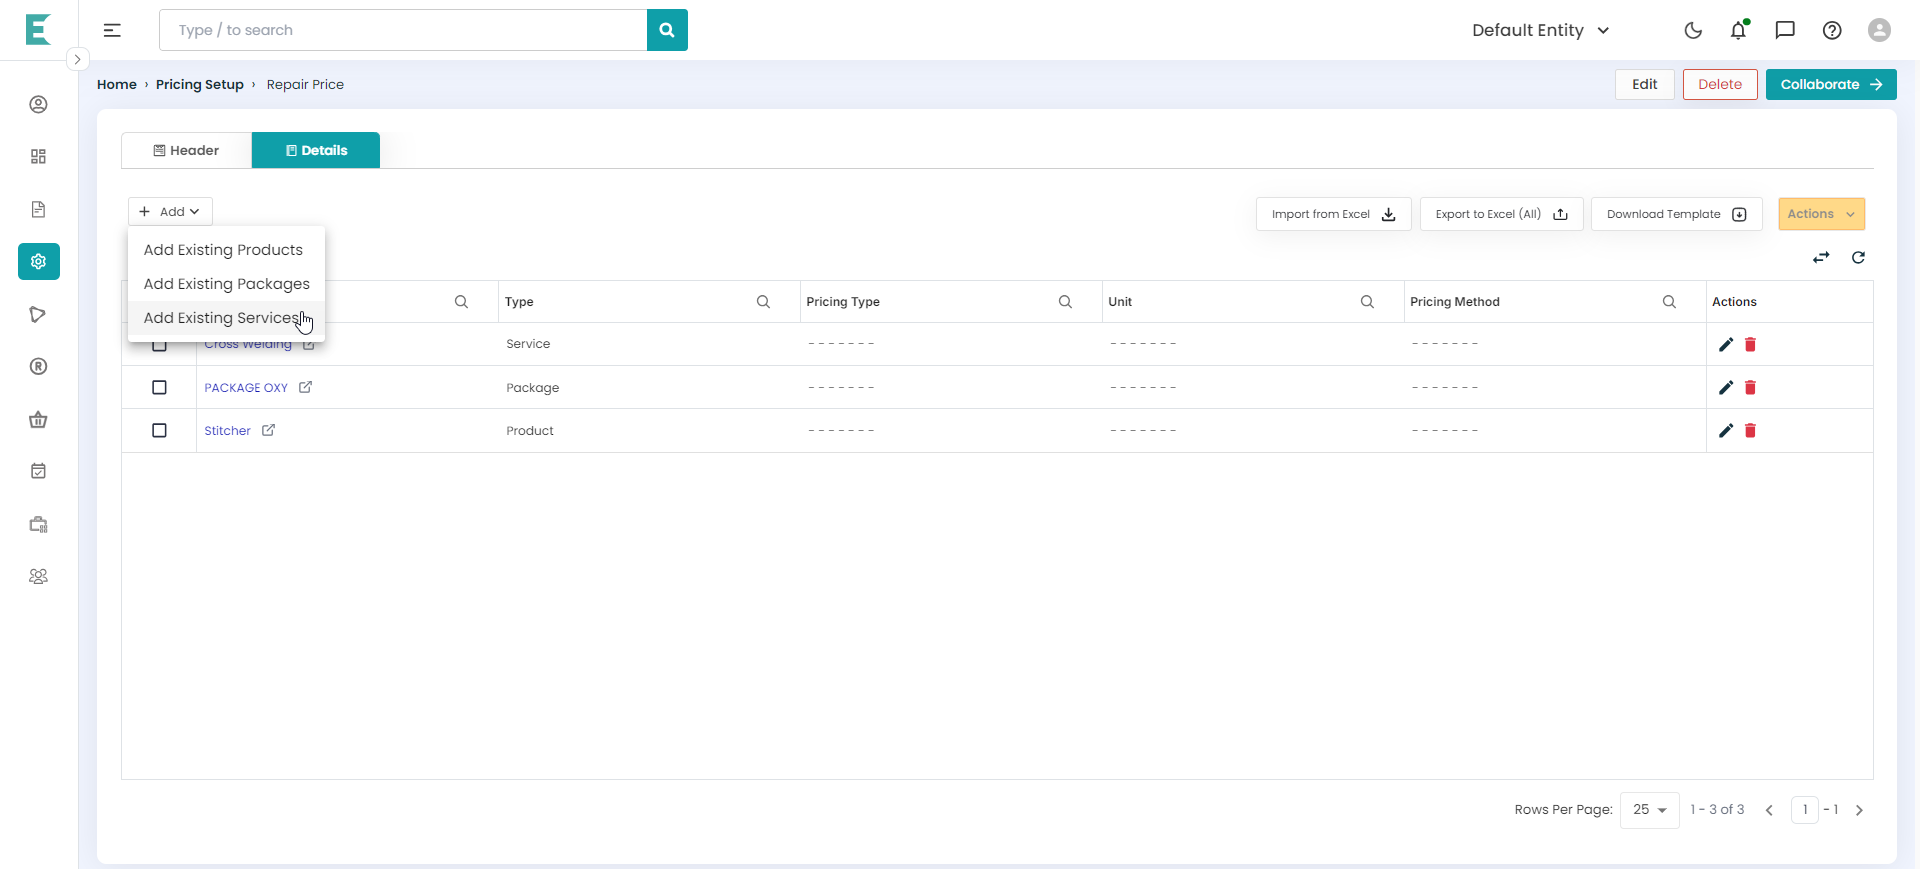 Type / to search
Default Entity
Home › Pricing Setup › Repair Price
Edit
Delete
Collaborate
Header
Details
Add
Import from Excel
Export to Excel (All)
Download Template
Actions
Add Existing Products
Add Existing Packages
Add Existing Services
Type
Pricing Type
Unit
Pricing Method
Actions
Cross Welding
Service
- - - - - - -
- - - - - - -
- - - - - - -
PACKAGE OXY
Package
- - - - - - -
- - - - - - -
- - - - - - -
Stitcher
Product
- - - - - - -
- - - - - - -
- - - - - - -
Rows Per Page: 25 1 - 3 of 3 1 - 1